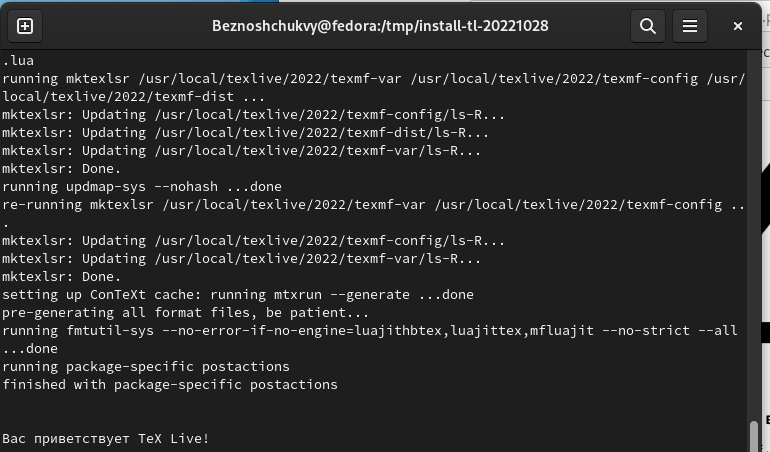 Beznoshchukvy@fedora:/tmp/install-tl-20221028
.lua
running mktexlsr /usr/local/texlive/2022/texmf-var /usr/local/texlive/2022/texmf-config /usr/
local/texlive/2022/texmf-dist ...
mktexlsr: Updating /usr/local/texlive/2022/texmf-config/ls-R...
mktexlsr: Updating /usr/local/texlive/2022/texmf-dist/ls-R...
mktexlsr: Updating /usr/local/texlive/2022/texmf-var/ls-R...
mktexlsr: Done.
running updmap-sys --nohash ...done
re-running mktexlsr /usr/local/texlive/2022/texmf-var /usr/local/texlive/2022/texmf-config ..
.
mktexlsr: Updating /usr/local/texlive/2022/texmf-config/ls-R...
mktexlsr: Updating /usr/local/texlive/2022/texmf-var/ls-R...
mktexlsr: Done.
setting up ConTeXt cache: running mtxrun --generate ...done
pre-generating all format files, be patient...
running fmtutil-sys --no-error-if-no-engine=luajithbtex,luajittex,mfluajit --no-strict --all
...done
running package-specific postactions
finished with package-specific postactions
Вас приветствует TeX Live!